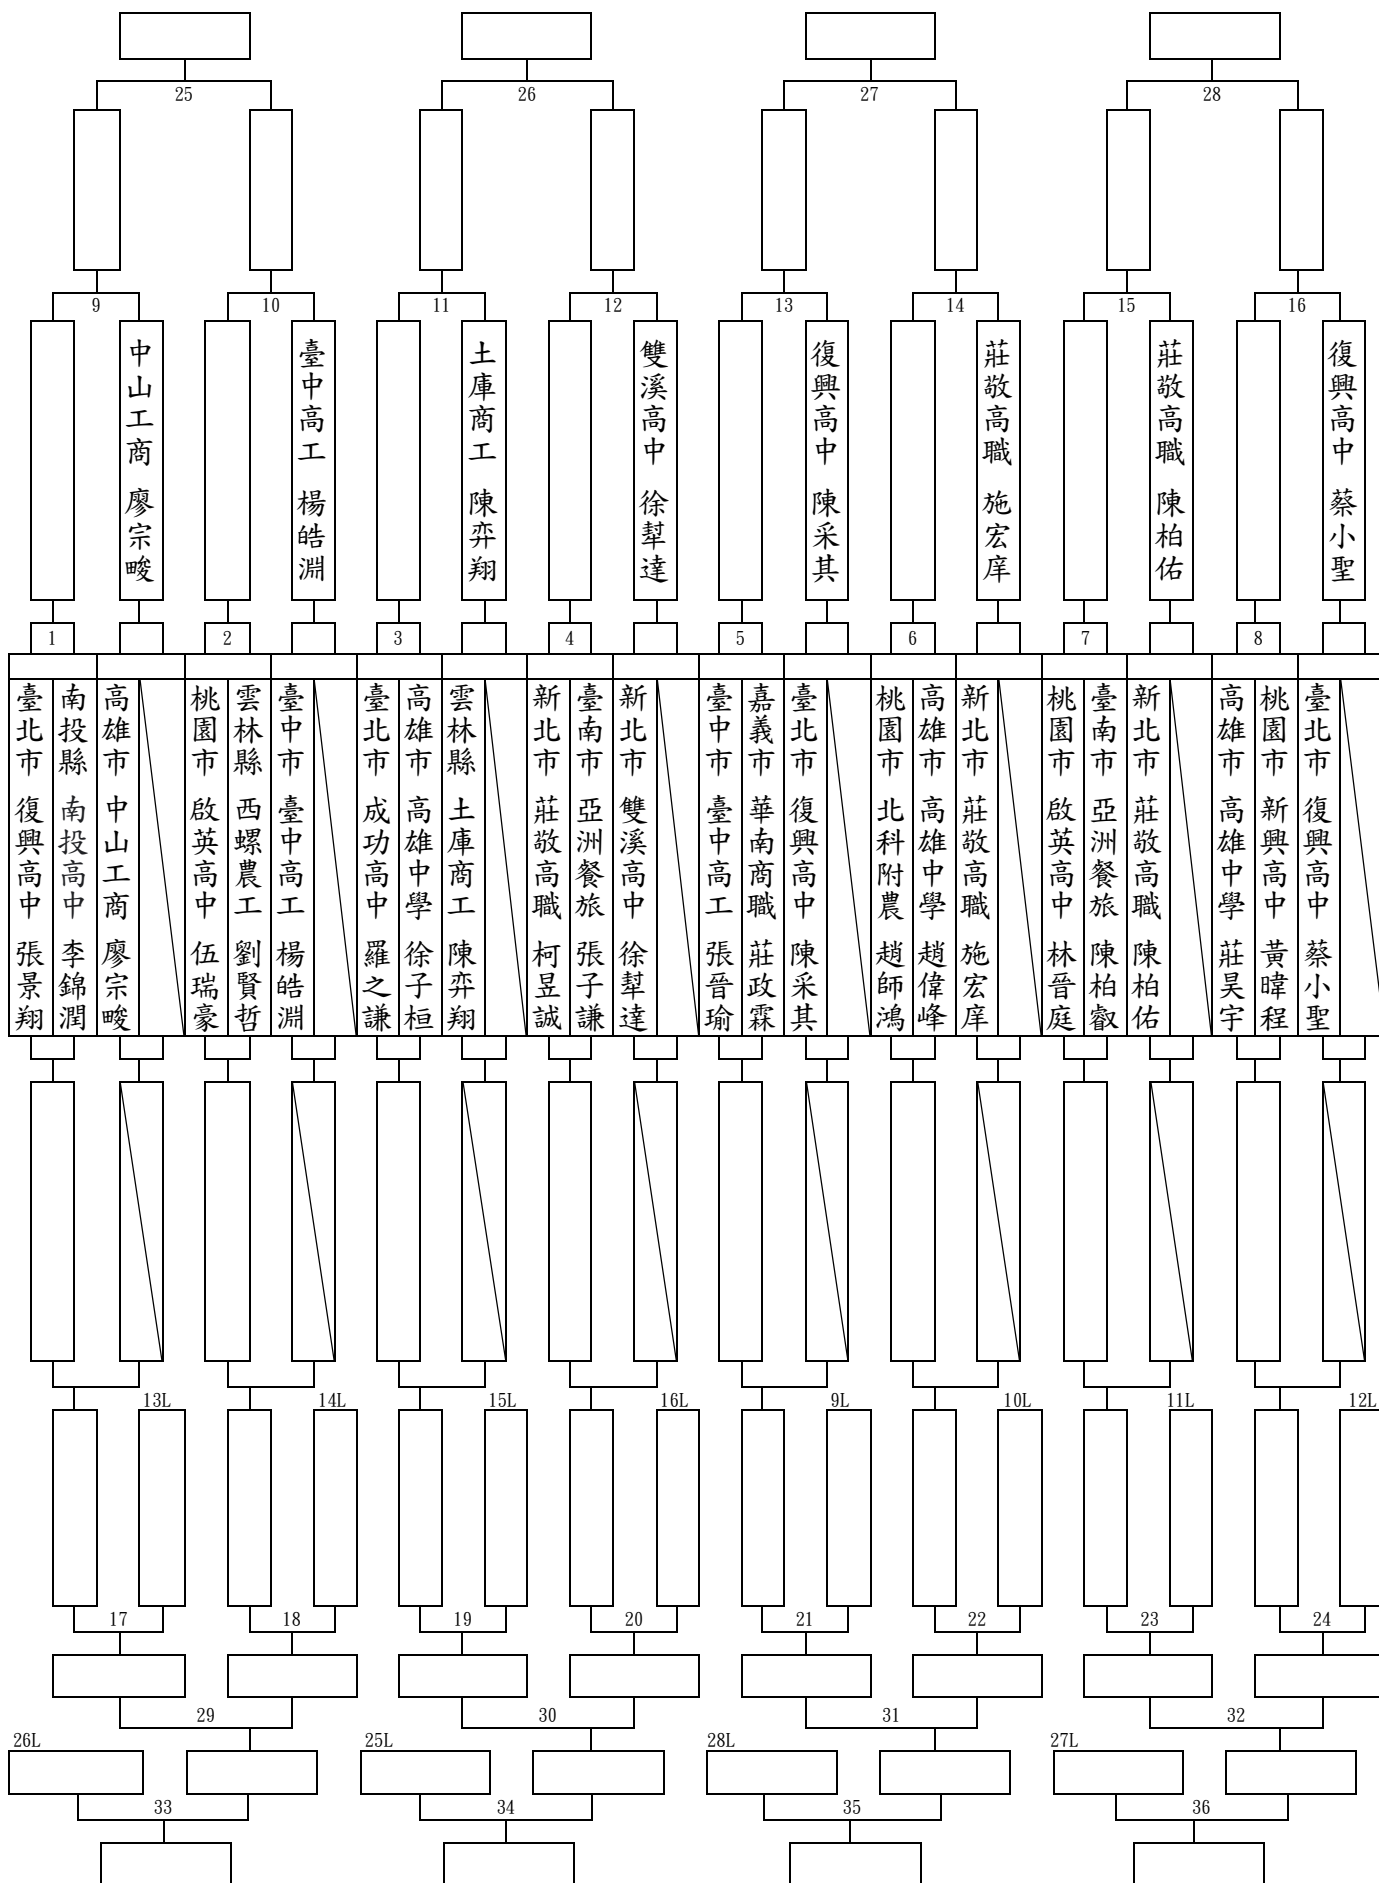 25
26
27
28
9
10
11
12
13
14
15
16
中山工商 廖宗畯
臺中高工 楊皓淵
土庫商工 陳弈翔
雙溪高中 徐犎達
復興高中 陳采其
莊敬高職 施宏庠
莊敬高職 陳柏佑
復興高中 蔡小聖
1
2
3
4
5
6
7
8
臺北市 復興高中 張景翔
南投縣 南投高中 李錦潤
高雄市 中山工商 廖宗畯
桃園市 啟英高中 伍瑞豪
雲林縣 西螺農工 劉賢哲
臺中市 臺中高工 楊皓淵
臺北市 成功高中 羅之謙
高雄市 高雄中學 徐子桓
雲林縣 土庫商工 陳弈翔
新北市 莊敬高職 柯昱誠
臺南市 亞洲餐旅 張子謙
新北市 雙溪高中 徐犎達
臺中市 臺中高工 張晉瑜
嘉義市 華南商職 莊政霖
臺北市 復興高中 陳采其
桃園市 北科附農 趙師鴻
高雄市 高雄中學 趙偉峰
新北市 莊敬高職 施宏庠
桃園市 啟英高中 林晉庭
臺南市 亞洲餐旅 陳柏叡
新北市 莊敬高職 陳柏佑
高雄市 高雄中學 莊昊宇
桃園市 新興高中 黃暐程
臺北市 復興高中 蔡小聖
13L
14L
15L
16L
9L
10L
11L
12L
17
18
19
20
21
22
23
24
29
30
31
32
26L
25L
28L
27L
33
34
35
36